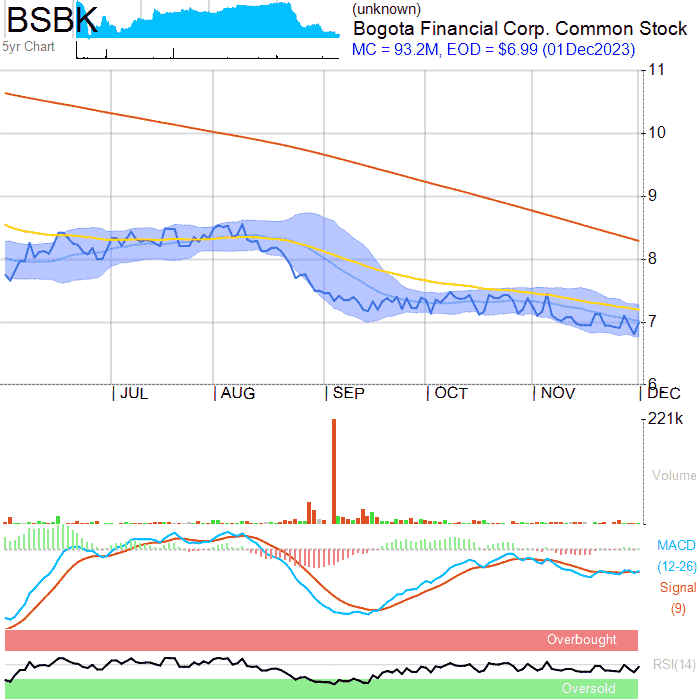 BSBK
5yr Chart
(unknown)
Bogota Financial Corp. Common Stock
MC = 93.2M, EOD = $6.99 (01Dec2023)
11
10
9
8
7
6
JUL AUG SEP OCT NOV DEC
221k
Volume
MACD
(12-26)
Signal
(9)
Overbought
RSI(14)
Oversold